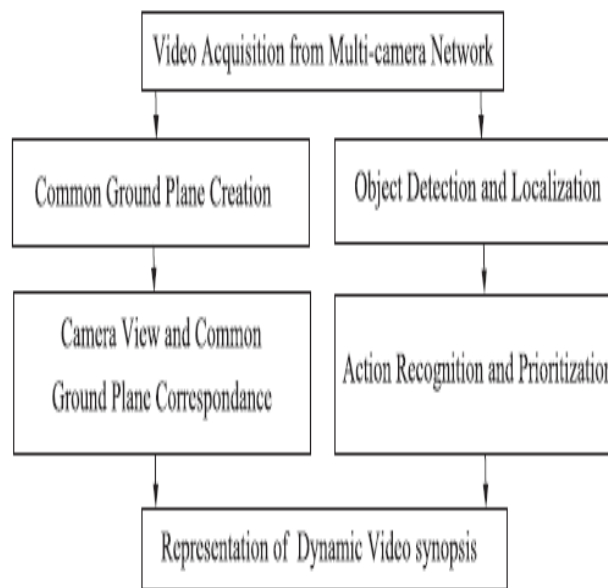 Video Acquisition from Multi-camera Network
Common Ground Plane Creation
Object Detection and Localization
Camera View and Common
Ground Plane Correspondance
Action Recognition and Prioritization
Representation of Dynamic Video synopsis